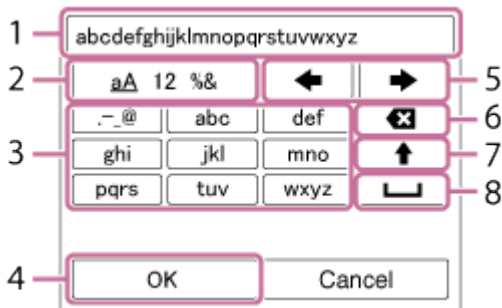 1 abcdefghijklmnopqrstuvwxyz
2 aA 12 %& ← → 5
.-_@ abc def ⌫ 6
3 ghi jkl mno ↑ 7
pqrs tuv wxyz ␣ 8
4 OK Cancel